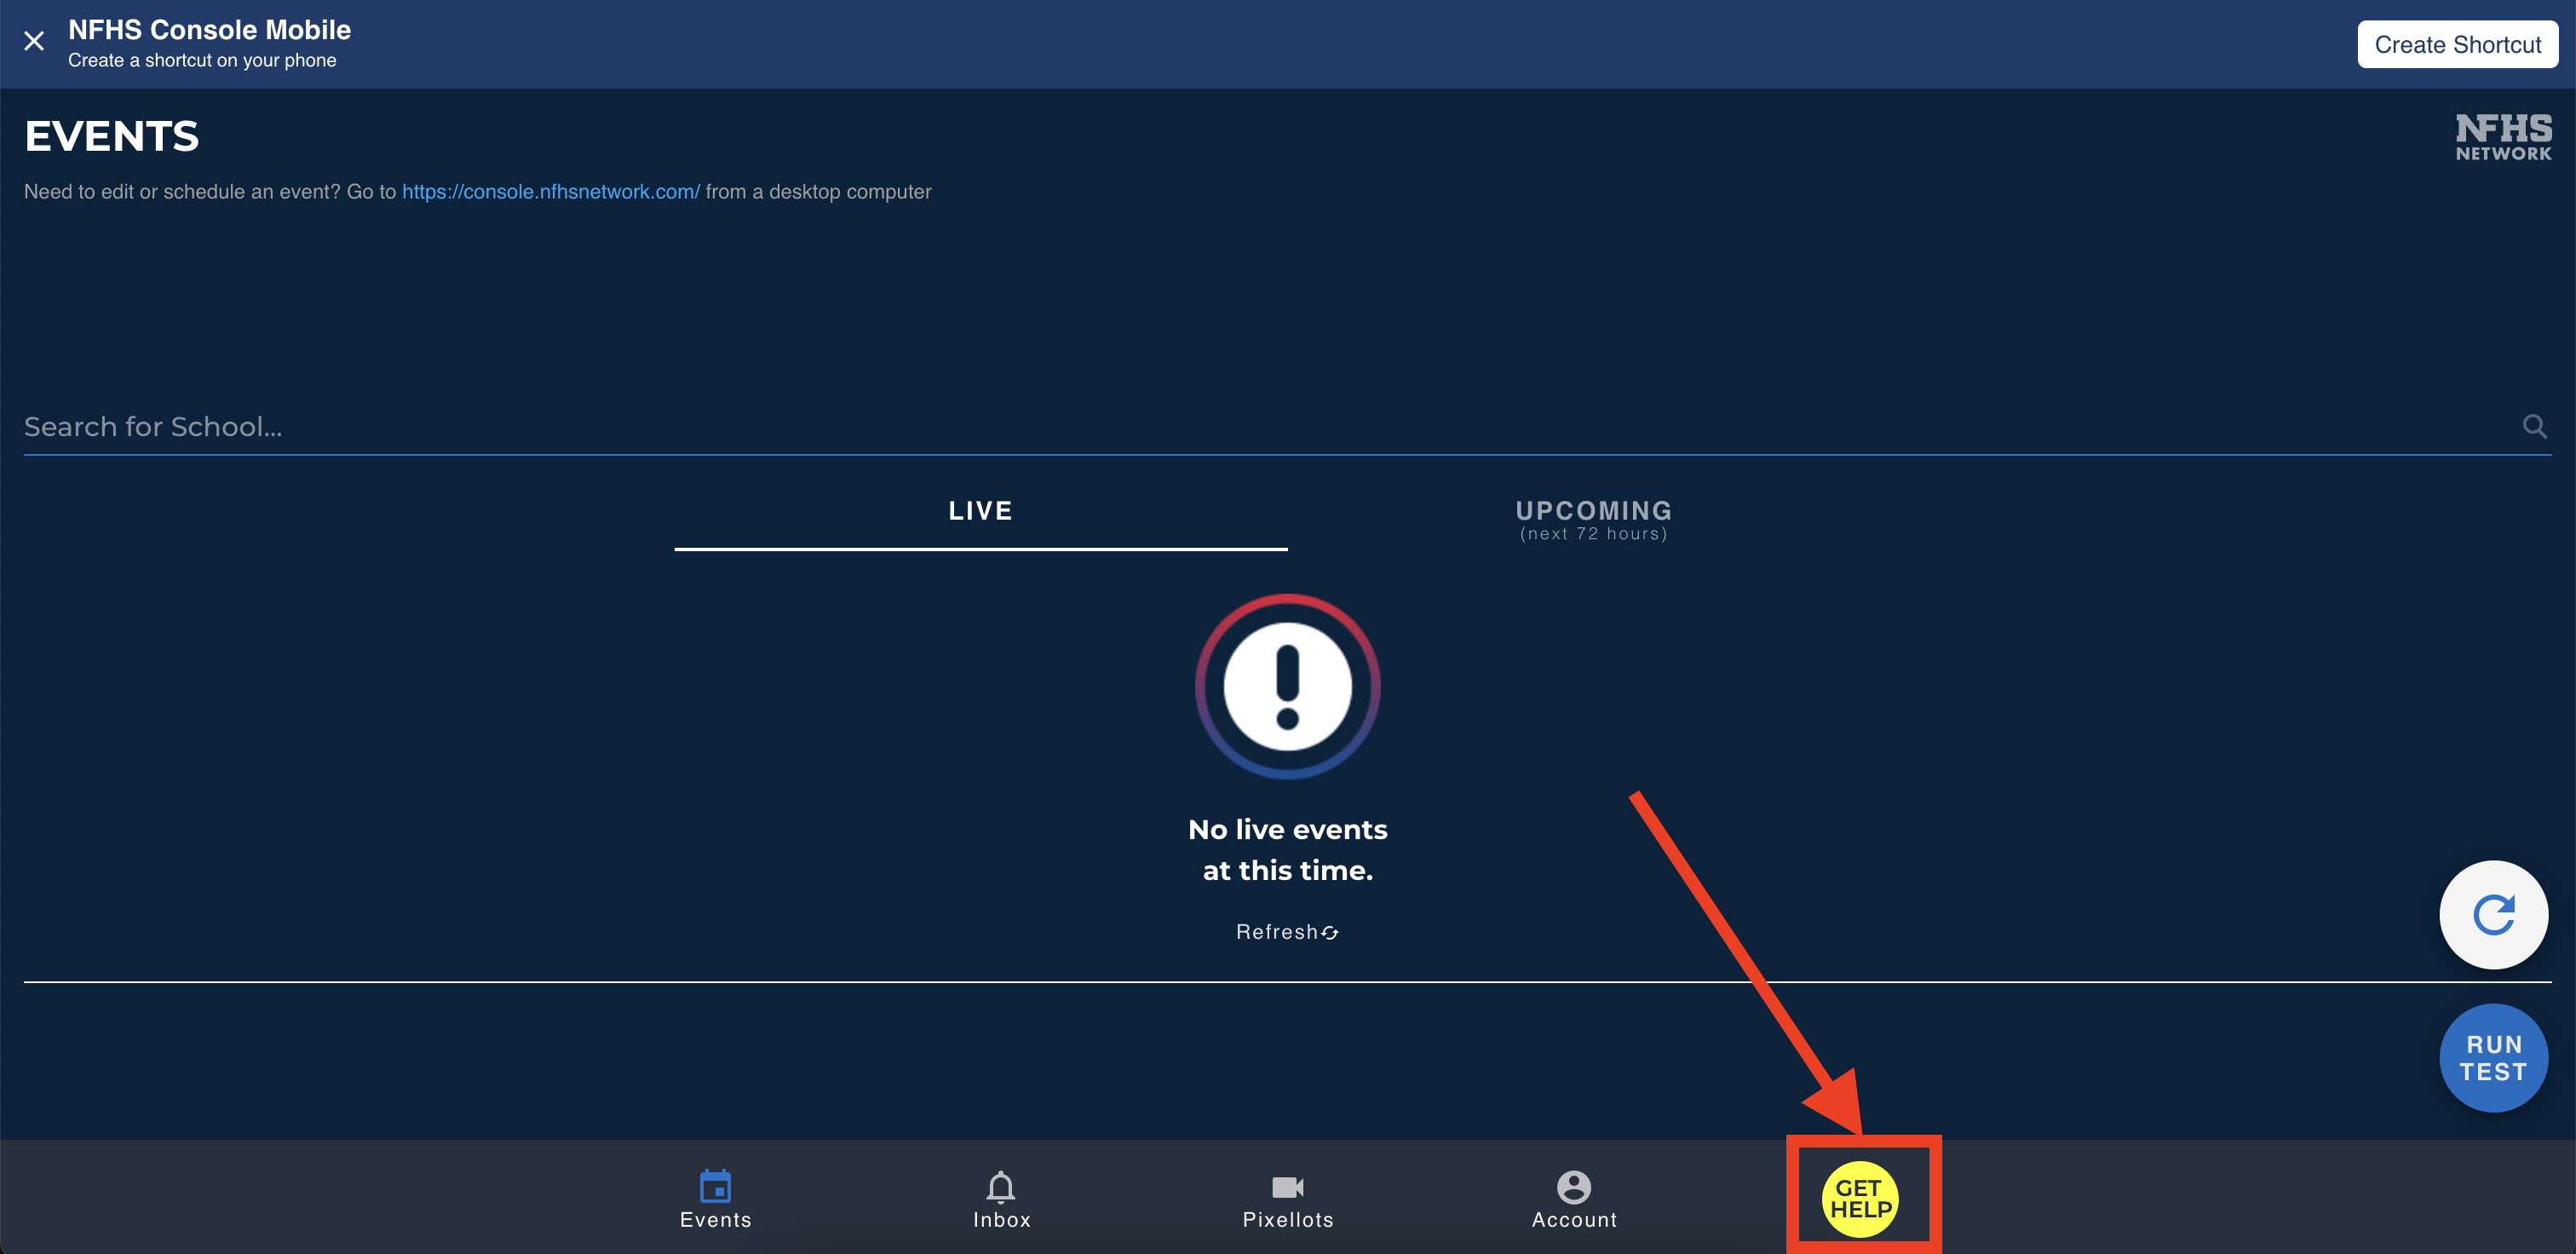 NFHS Console Mobile
Create a shortcut on your phone
Create Shortcut
EVENTS
NFHS
NETWORK
Need to edit or schedule an event? Go to https://console.nfhsnetwork.com/ from a desktop computer
Search for School...
LIVE
UPCOMING
(next 72 hours)
No live events
at this time.
Refresh
RUN
TEST
Events
Inbox
Pixellots
Account
GET
HELP